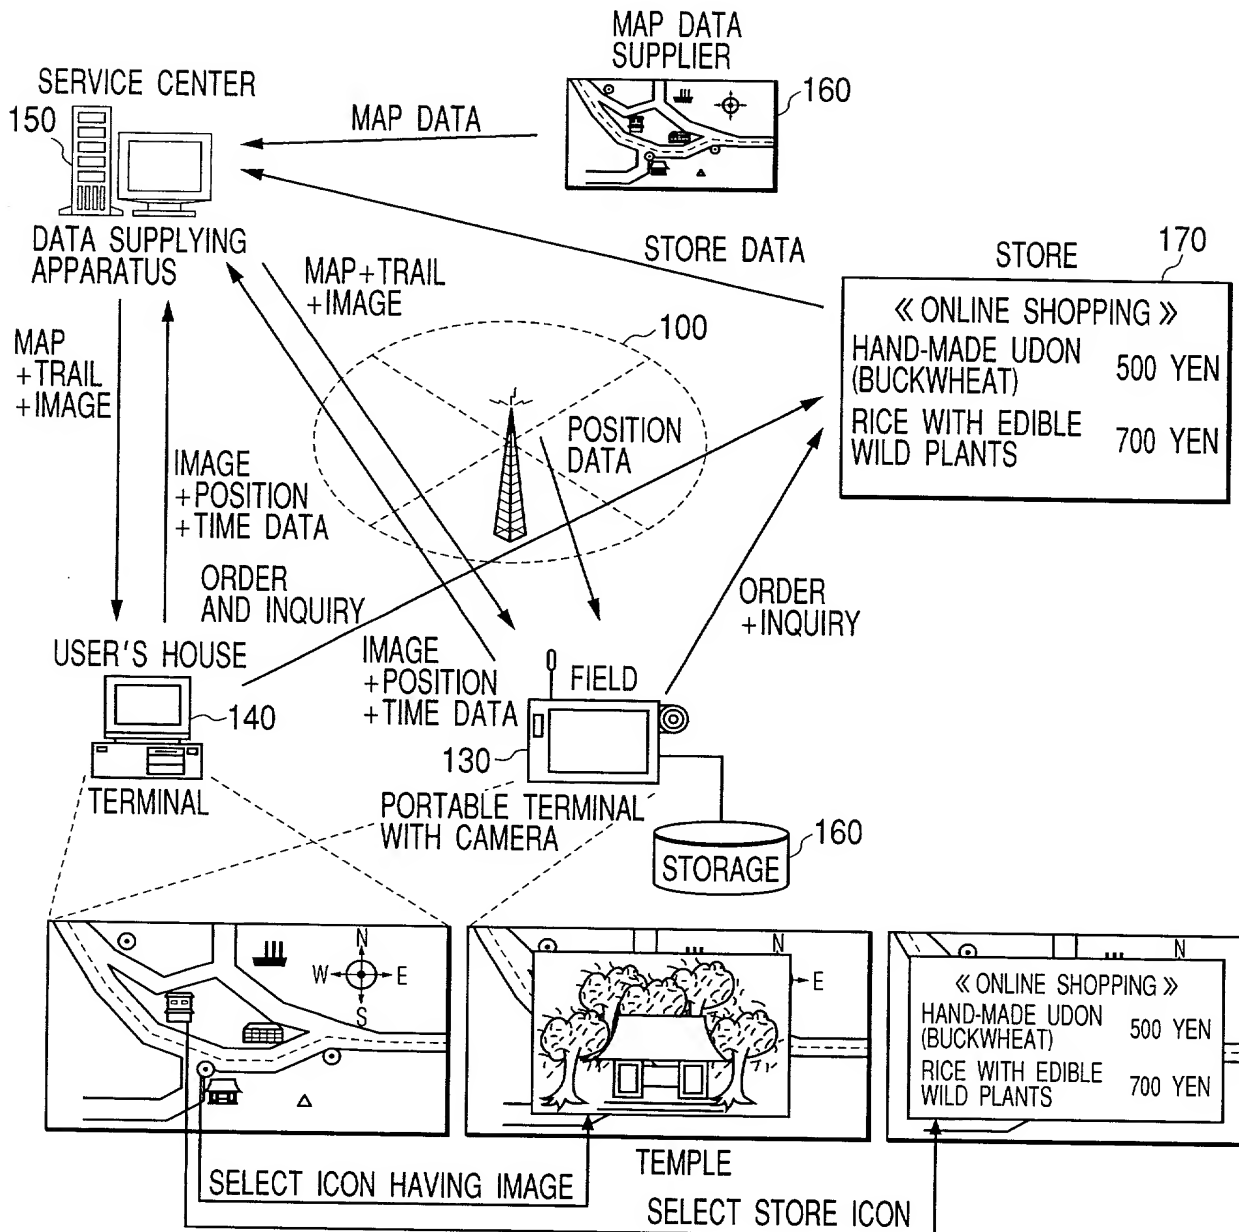 MAP DATA
SUPPLIER
160
SERVICE CENTER
150
MAP DATA
DATA SUPPLYING
APPARATUS
STORE DATA
MAP+TRAIL
+IMAGE
100
STORE
170
« ONLINE SHOPPING »
HAND-MADE UDON
(BUCKWHEAT)
500 YEN
RICE WITH EDIBLE
WILD PLANTS
700 YEN
MAP
+TRAIL
+IMAGE
POSITION
DATA
IMAGE
+POSITION
+TIME DATA
ORDER
AND INQUIRY
ORDER
+INQUIRY
USER'S HOUSE
140
TERMINAL
IMAGE
+POSITION
+TIME DATA
FIELD
130
PORTABLE TERMINAL
WITH CAMERA
160
STORAGE
N
W
E
S
N
E
TEMPLE
N
« ONLINE SHOPPING »
HAND-MADE UDON
(BUCKWHEAT)
500 YEN
RICE WITH EDIBLE
WILD PLANTS
700 YEN
SELECT ICON HAVING IMAGE
SELECT STORE ICON